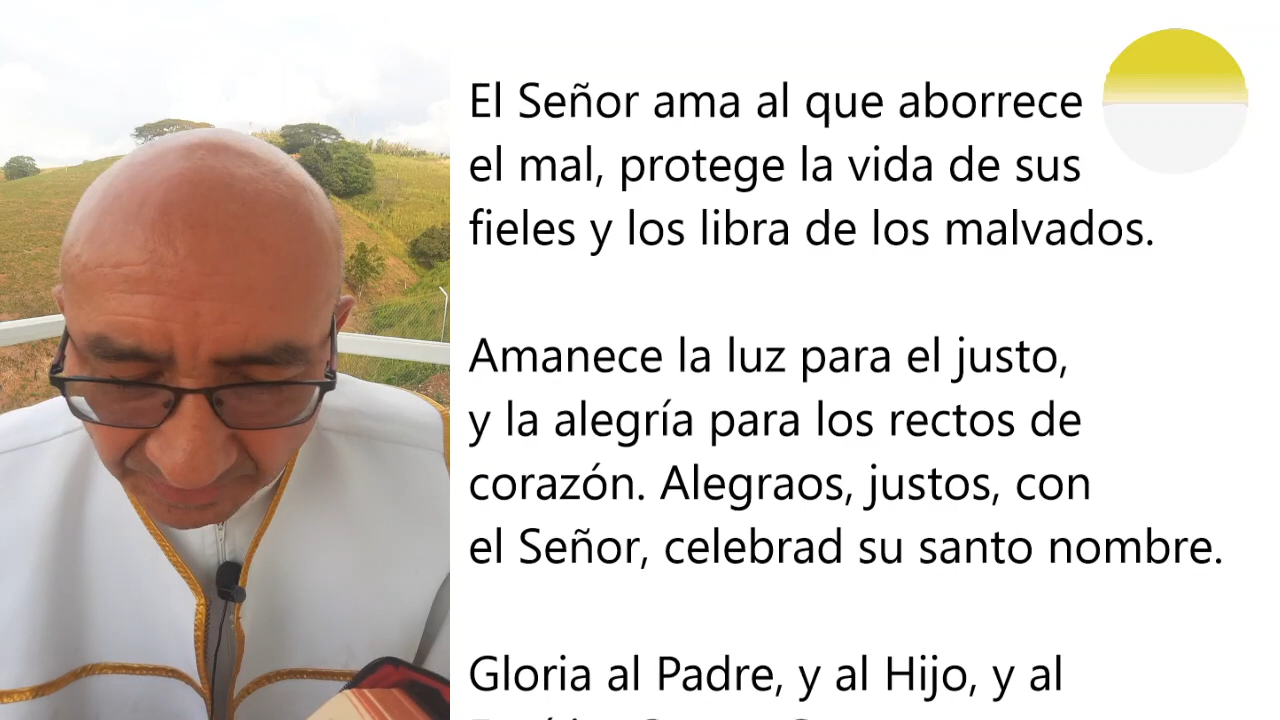 El Señor ama al que aborrece
el mal, protege la vida de sus
fieles y los libra de los malvados.
Amanece la luz para el justo,
y la alegría para los rectos de
corazón. Alegraos, justos, con
el Señor, celebrad su santo nombre.
Gloria al Padre, y al Hijo, y al